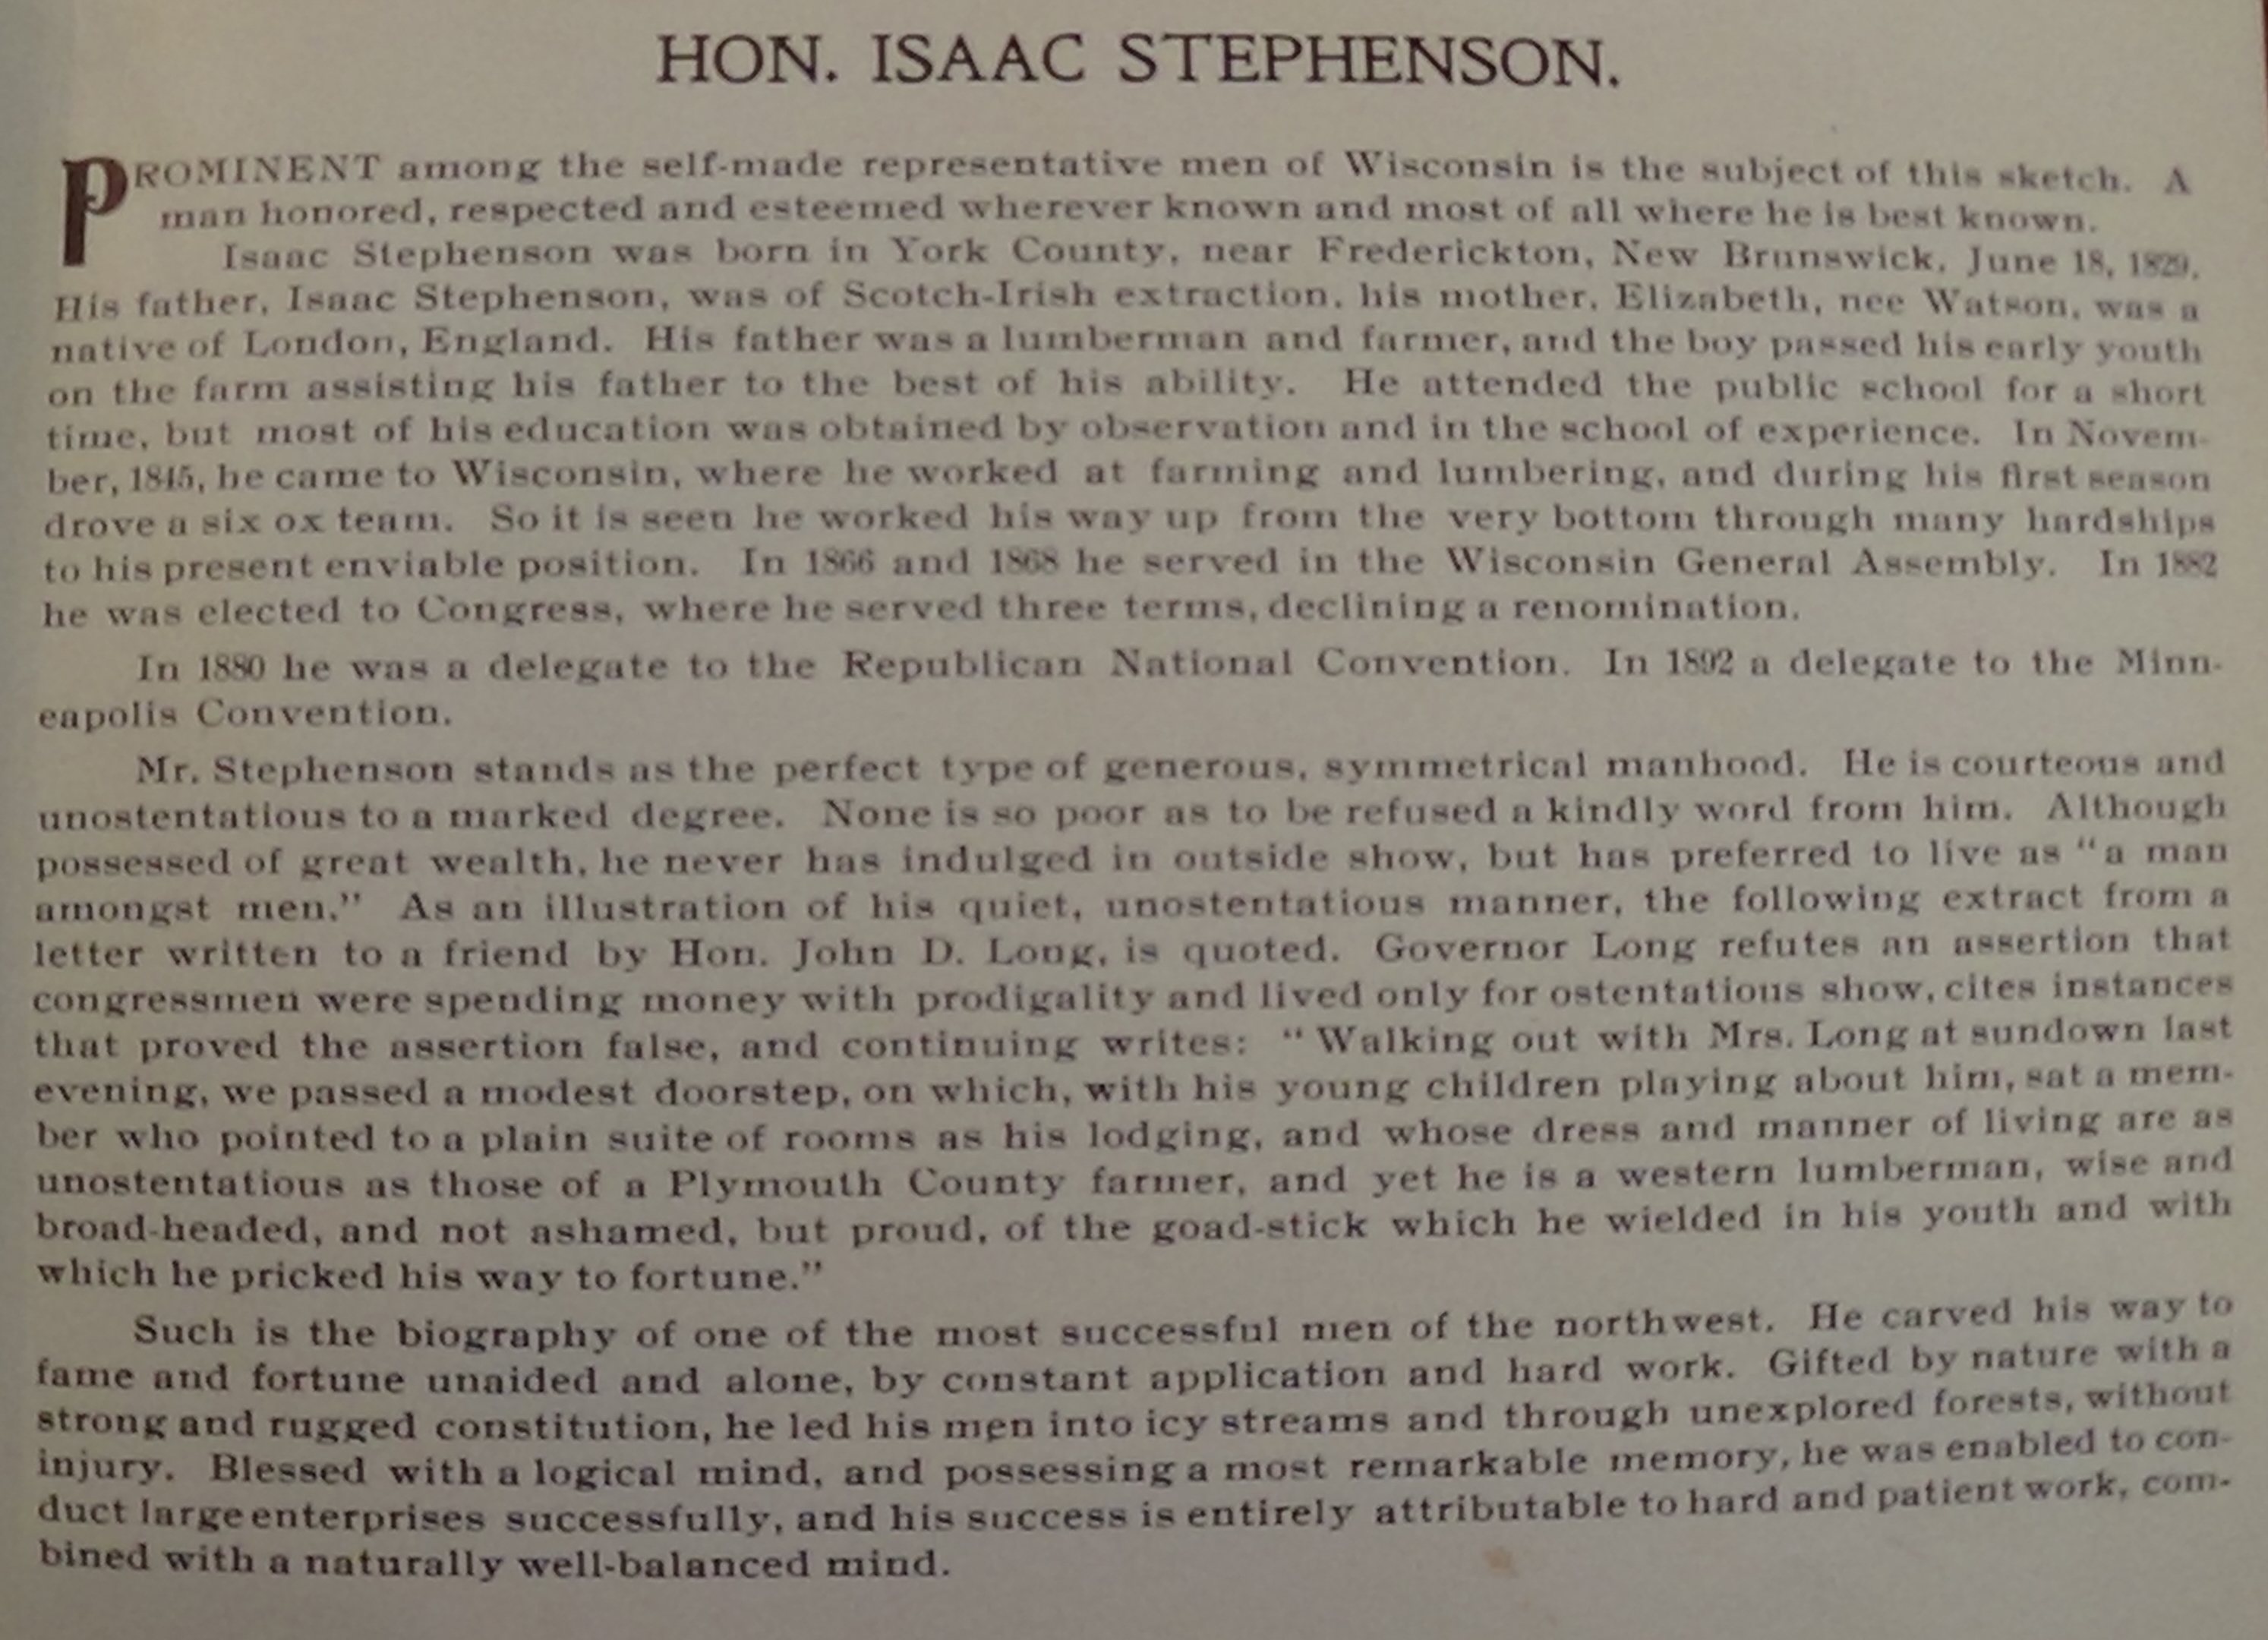 HON. ISAAC STEPHENSON.
PROMINENT among the self-made representative men of Wisconsin is the subject of this sketch. A
man honored, respected and esteemed wherever known and most of all where he is best known.
Isaac Stephenson was born in York County, near Frederickton, New Brunswick, June 18, 1829.
His father, Isaac Stephenson, was of Scotch-Irish extraction, his mother, Elizabeth, nee Watson, was a
native of London, England. His father was a lumberman and farmer, and the boy passed his early youth
on the farm assisting his father to the best of his ability. He attended the public school for a short
time, but most of his education was obtained by observation and in the school of experience. In Novem-
ber, 1845, he came to Wisconsin, where he worked at farming and lumbering, and during his first season
drove a six ox team. So it is seen he worked his way up from the very bottom through many hardships
to his present enviable position. In 1866 and 1868 he served in the Wisconsin General Assembly. In 1882
he was elected to Congress, where he served three terms, declining a renomination.
In 1880 he was a delegate to the Republican National Convention. In 1892 a delegate to the Minn-
eapolis Convention.
Mr. Stephenson stands as the perfect type of generous, symmetrical manhood. He is courteous and
unostentatious to a marked degree. None is so poor as to be refused a kindly word from him. Although
possessed of great wealth, he never has indulged in outside show, but has preferred to live as "a man
amongst men." As an illustration of his quiet, unostentatious manner, the following extract from a
letter written to a friend by Hon. John D. Long, is quoted. Governor Long refutes an assertion that
congressmen were spending money with prodigality and lived only for ostentatious show, cites instances
that proved the assertion false, and continuing writes: "Walking out with Mrs. Long at sundown last
evening, we passed a modest doorstep, on which, with his young children playing about him, sat a mem-
ber who pointed to a plain suite of rooms as his lodging, and whose dress and manner of living are as
unostentatious as those of a Plymouth County farmer, and yet he is a western lumberman, wise and
broad-headed, and not ashamed, but proud, of the goad-stick which he wielded in his youth and with
which he pricked his way to fortune."
Such is the biography of one of the most successful men of the northwest. He carved his way to
fame and fortune unaided and alone, by constant application and hard work. Gifted by nature with a
strong and rugged constitution, he led his men into icy streams and through unexplored forests, without
injury. Blessed with a logical mind, and possessing a most remarkable memory, he was enabled to con-
duct large enterprises successfully, and his success is entirely attributable to hard and patient work, com-
bined with a naturally well-balanced mind.